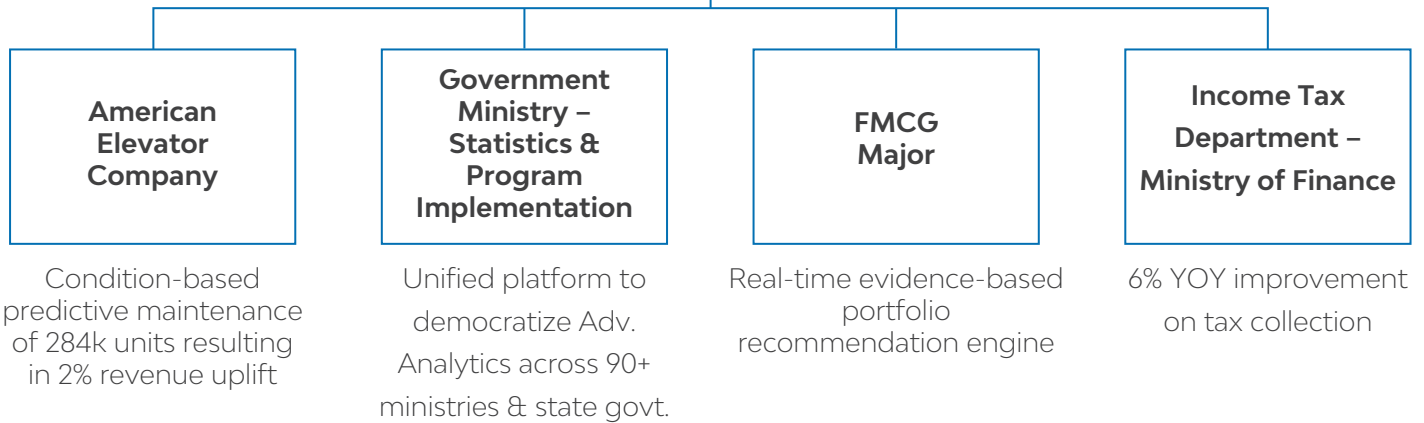 American
Elevator
Company
Condition-based
predictive maintenance
of 284k units resulting
in 2% revenue uplift
Government
Ministry –
Statistics &
Program
Implementation
Unified platform to
democratize Adv.
Analytics across 90+
ministries & state govt.
FMCG
Major
Real-time evidence-based
portfolio
recommendation engine
Income Tax
Department –
Ministry of Finance
6% YOY improvement
on tax collection